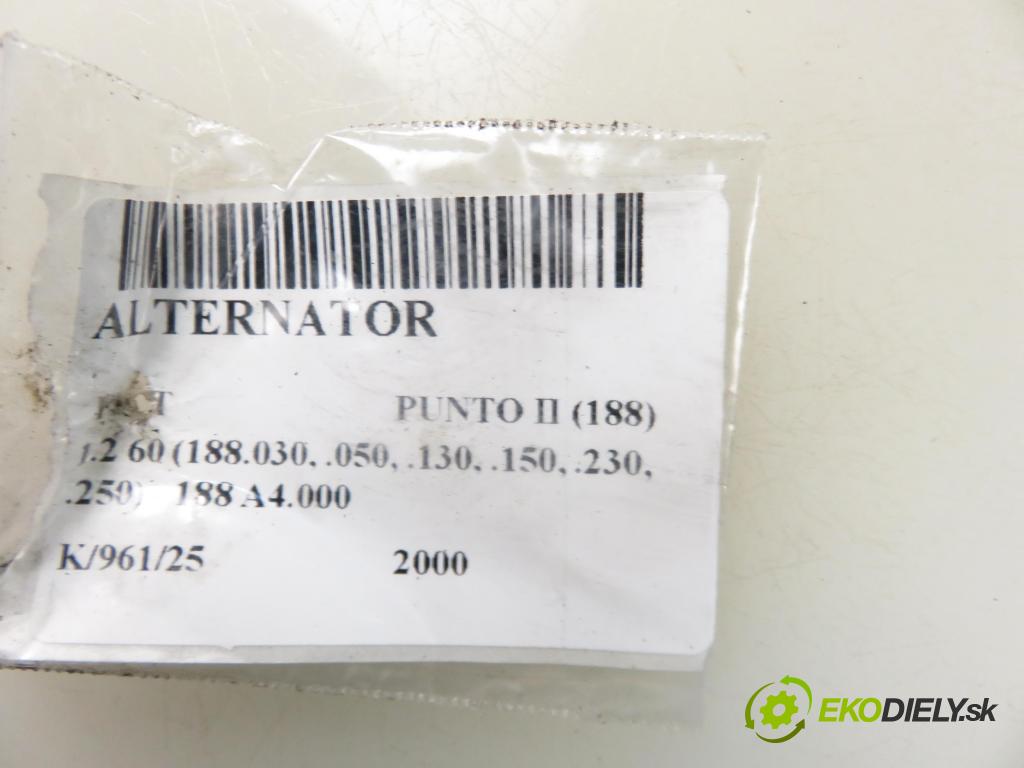 ALTERNATOR
PUNTO II (188)
1.2 60 (188.030, .050, .130, .150, .230,
.250) 188 A4.000
K/961/25 2000
EKODIELY.sk